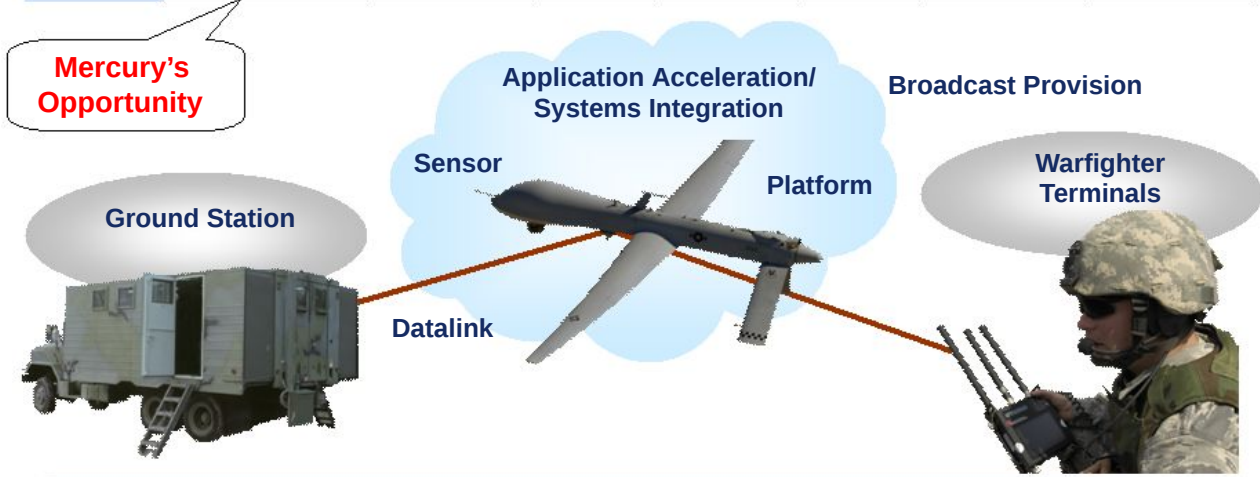 Mercury's
Opportunity
Application Acceleration/
Systems Integration
Broadcast Provision
Sensor
Platform
Warfighter
Terminals
Ground Station
Datalink